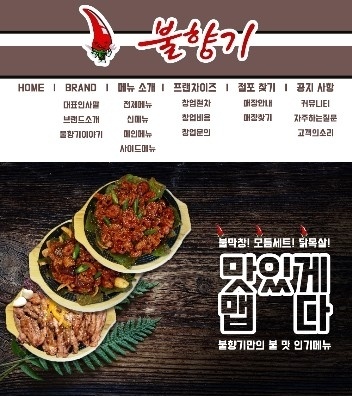 불향기
HOME I BRAND I 메뉴 소개 I 프랜차이즈 I 점포 찾기 I 공지 사항
대표인사말 전체메뉴 창업절차 매장안내 커뮤니티
브랜드소개 신메뉴 창업비용 매장찾기 자주하는질문
불향기이야기 메인메뉴 창업문의 고객의소리
사이드메뉴
불막창! 모듬세트! 닭목살!
맛있게
맵다
불향기만의 불 맛 인기메뉴